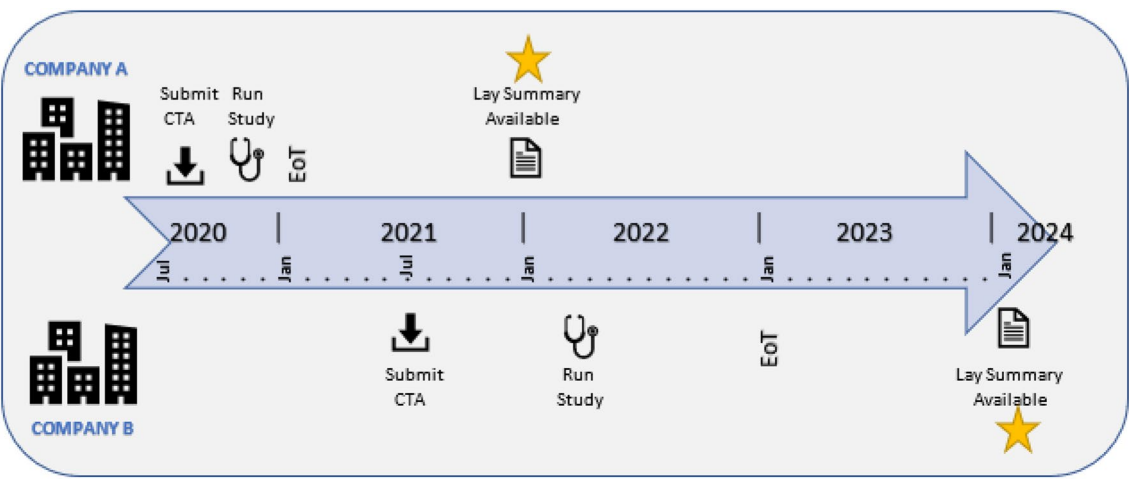 COMPANY A
Submit Run
CTA Study
EoT
Lay Summary
Available
2020 2021 2022 2023 2024
Jul Jan Jul Jan Jan Jan
EoT
Submit
CTA
Run
Study
Lay Summary
Available
COMPANY B